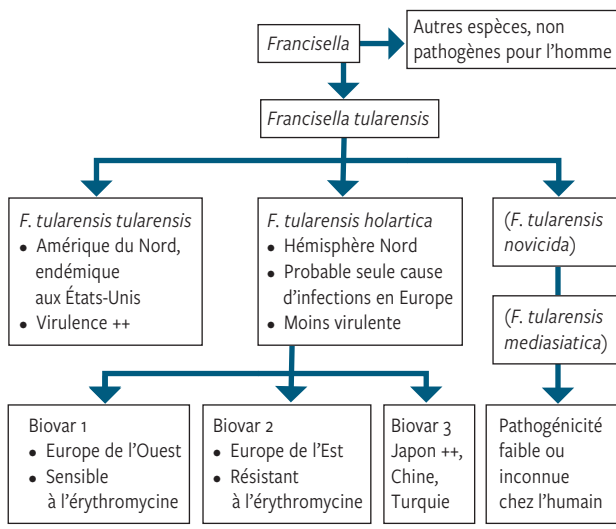 Francisella
Autres espèces, non
pathogènes pour l'homme
Francisella tularensis
F. tularensis tularensis
• Amérique du Nord,
endémique
aux États-Unis
• Virulence ++
F. tularensis holartica
• Hémisphère Nord
• Probable seule cause
d'infections en Europe
• Moins virulente
(F. tularensis
novicida)
(F. tularensis
mediasiatica)
Biovar 1
• Europe de l'Ouest
• Sensible
à l'érythromycine
Biovar 2
• Europe de l'Est
• Résistant
à l'érythromycine
Biovar 3
Japon ++,
Chine,
Turquie
Pathogénicité
faible ou
inconnue
chez l'humain